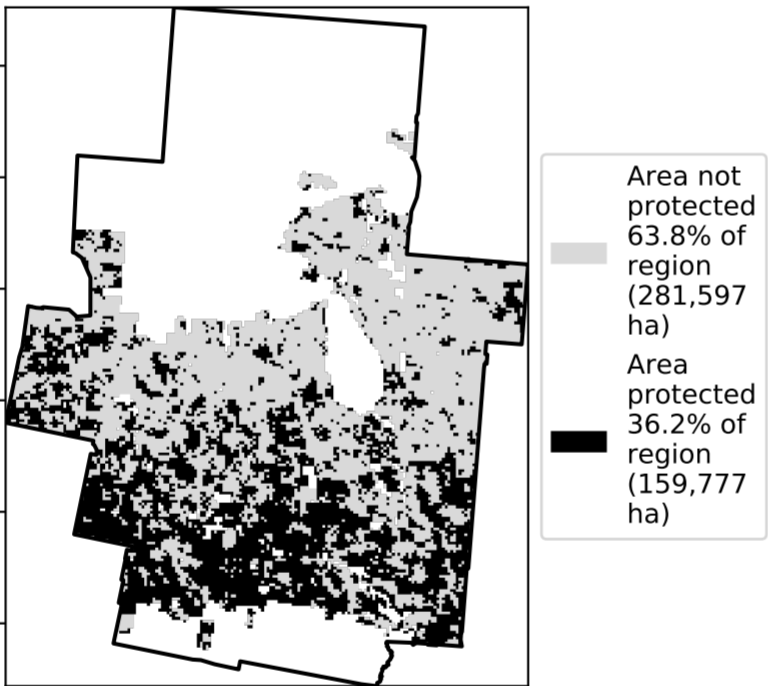 Area not
protected
63.8% of
region
(281,597
ha)
Area
protected
36.2% of
region
(159,777
ha)